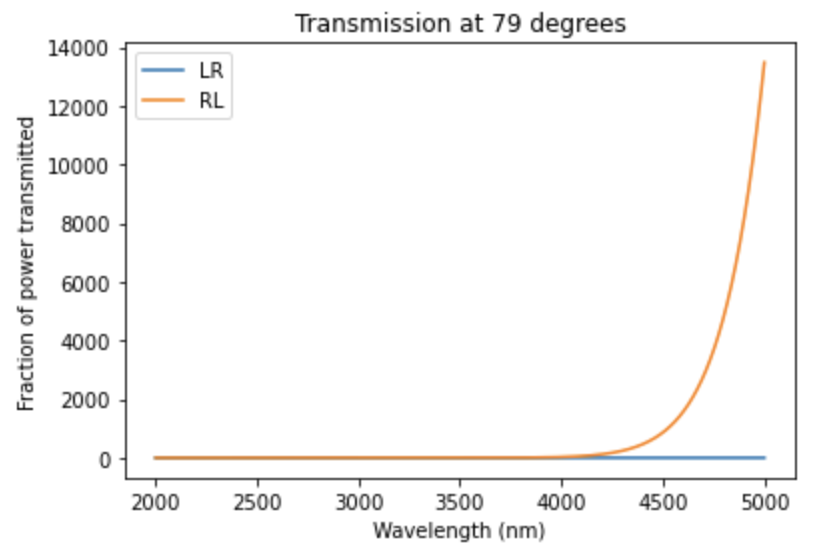 Transmission at 79 degrees
LR
RL
Fraction of power transmitted
14000
12000
10000
8000
6000
4000
2000
0
2000 2500 3000 3500 4000 4500 5000
Wavelength (nm)